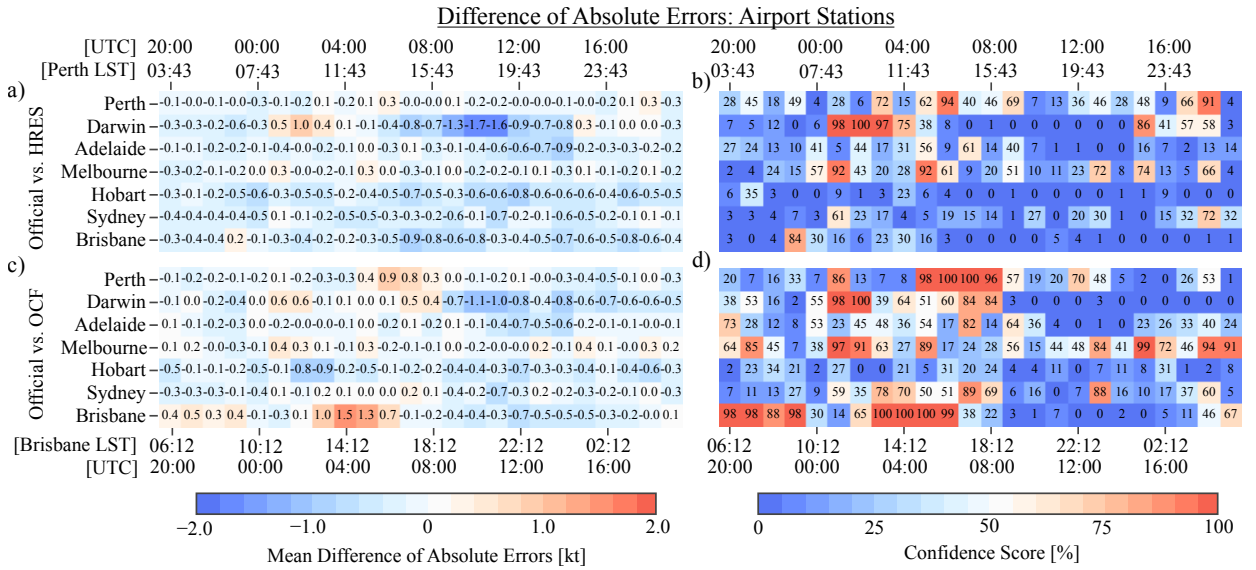 Difference of Absolute Errors: Airport Stations
[UTC] 20:00 00:00 04:00 08:00 12:00 16:00 20:00 00:00 04:00 08:00 12:00 16:00
[Perth LST] 03:43 07:43 11:43 15:43 19:43 23:43 03:43 07:43 11:43 15:43 19:43 23:43
a) b)
Official vs. HRES
Perth -0.1 -0.0 -0.1 -0.0 -0.3 -0.1 -0.2 0.1 -0.2 0.1 0.3 -0.0 -0.0 0.1 -0.2 -0.2 -0.0 -0.1 -0.0 -0.1 -0.2 0.1 0.3 -0.3 28 45 18 49 4 28 6 72 15 62 94 40 46 69 7 13 36 46 28 48 9 66 91 4
Darwin -0.3 -0.3 -0.2 -0.6 -0.3 0.5 1.0 0.4 0.1 -0.1 -0.4 -0.8 -0.7 -1.3 -1.7 -1.6 -0.9 -0.7 -0.8 0.3 -0.1 0.0 0.0 -0.3 7 5 12 0 6 98 100 97 75 38 8 0 1 0 0 0 0 0 0 86 41 57 58 3
Adelaide -0.1 -0.1 -0.2 -0.2 -0.1 -0.4 -0.0 -0.2 -0.1 -0.0 0.3 0.1 -0.3 -0.1 -0.4 -0.6 -0.6 -0.7 -0.9 -0.2 -0.3 -0.3 -0.2 -0.2 27 24 13 10 41 5 44 17 31 56 9 61 14 40 7 1 1 0 0 16 7 2 13 14
Melbourne -0.3 -0.2 -0.1 -0.2 0.0 0.3 -0.0 -0.2 -0.1 0.3 0.0 -0.1 -0.2 0.0 -0.2 -0.1 -0.2 0.1 -0.3 0.1 -0.1 -0.2 0.1 -0.2 2 4 24 15 57 92 43 20 28 92 61 9 20 51 10 11 23 72 8 74 13 5 66 4
Hobart -0.3 -0.1 -0.2 -0.5 -0.6 -0.3 -0.5 -0.5 -0.2 -0.4 -0.5 -0.7 -0.5 -0.3 -0.6 -0.6 -0.8 -0.6 -0.4 -0.4 -0.3 -0.6 -0.5 -0.5 6 35 3 0 0 9 1 3 23 6 4 0 0 1 0 0 0 0 1 1 9 0 0 0
Sydney -0.4 -0.4 -0.4 -0.4 -0.5 0.1 -0.1 -0.2 -0.5 -0.5 -0.3 -0.3 -0.2 -0.6 -0.1 -0.7 -0.2 -0.1 -0.6 -0.5 -0.2 -0.1 0.1 -0.1 3 3 4 7 3 61 23 17 4 5 19 15 14 1 27 0 20 30 0 1 15 32 72 32
Brisbane -0.3 -0.4 -0.4 0.2 -0.1 -0.3 -0.4 -0.2 -0.2 -0.3 -0.5 -0.9 -0.8 -0.6 -0.8 -0.3 -0.4 -0.5 -0.7 -0.6 -0.5 -0.8 -0.6 -0.4 3 0 4 84 30 16 6 23 30 16 3 0 0 0 0 5 4 1 0 0 0 0 1 1
c) d)
Official vs. OCF
Perth -0.1 -0.2 -0.2 -0.1 -0.2 0.1 -0.2 -0.3 -0.3 0.4 0.9 0.8 0.3 0.0 -0.1 -0.2 0.1 0.0 -0.3 -0.4 -0.5 -0.1 0.0 -0.3 20 7 16 33 7 86 13 7 8 98 100 100 96 57 19 20 70 48 5 2 0 26 53 1
Darwin -0.1 0.0 -0.2 -0.4 0.0 0.6 0.6 -0.1 0.1 0.0 0.1 0.5 0.4 -0.7 -1.1 -1.0 -0.8 -0.4 -0.8 -0.6 -0.7 -0.6 -0.6 -0.5 38 53 16 2 55 98 100 39 64 51 60 84 84 3 0 0 0 3 0 0 0 0 0 0
Adelaide 0.1 -0.1 -0.2 -0.3 0.0 -0.2 -0.0 -0.0 -0.1 0.0 -0.2 0.2 -0.2 0.1 -0.1 -0.4 -0.7 -0.5 -0.6 -0.2 -0.1 -0.1 -0.0 -0.1 73 28 12 8 53 23 45 48 36 54 17 82 14 64 36 4 0 1 0 23 26 33 40 24
Melbourne 0.1 0.2 -0.0 -0.3 -0.0 0.4 0.3 0.1 -0.1 0.3 -0.2 -0.1 -0.1 0.0 -0.2 -0.0 -0.0 0.2 -0.0 0.4 0.1 -0.0 0.3 0.2 64 85 45 7 38 97 91 63 27 89 17 24 28 56 11 44 48 84 41 99 72 46 94 91
Hobart -0.5 -0.1 -0.1 -0.2 -0.4 -0.1 -0.8 -0.9 -0.2 -0.5 -0.1 -0.2 -0.2 -0.4 -0.4 -0.3 -0.1 -0.4 -0.2 -0.2 -0.1 -0.4 -0.6 -0.3 2 23 34 21 2 27 0 0 21 5 31 20 24 4 4 3 11 0 7 11 8 31 1 2 8
Sydney -0.3 -0.3 -0.3 -0.1 -0.4 0.1 -0.1 0.1 0.1 0.0 0.0 0.2 0.1 -0.2 -0.2 -0.7 -0.3 0.2 -0.2 -0.2 -0.1 -0.1 0.0 -0.3 7 11 13 27 6 59 35 78 70 50 51 89 69 6 16 0 7 88 16 10 37 35 60 5
Brisbane 0.4 0.5 0.3 0.4 -0.1 -0.3 0.1 1.0 1.5 1.3 0.7 -0.1 -0.2 -0.4 -0.4 -0.3 -0.7 -0.5 -0.5 -0.5 -0.3 -0.2 -0.0 0.1 98 98 88 98 30 14 65 100 100 100 99 38 22 3 1 7 0 0 2 0 5 11 46 67
[Brisbane LST] 06:12 10:12 14:12 18:12 22:12 02:12 06:12 10:12 14:12 18:12 22:12 02:12
[UTC] 20:00 00:00 04:00 08:00 12:00 16:00 20:00 00:00 04:00 08:00 12:00 16:00
−2.0 −1.0 0 1.0 2.0 0 25 50 75 100
Mean Difference of Absolute Errors [kt] Confidence Score [%]